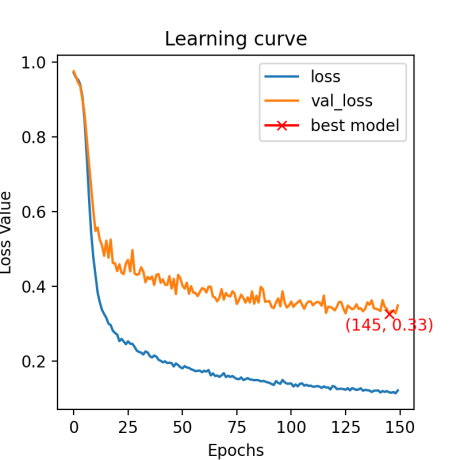 Learning curve
1.0
0.8
0.6
0.4
0.2
Loss Value
loss
val_loss
best model
(145, 0.33)
0
25
50
75
100
125
150
Epochs